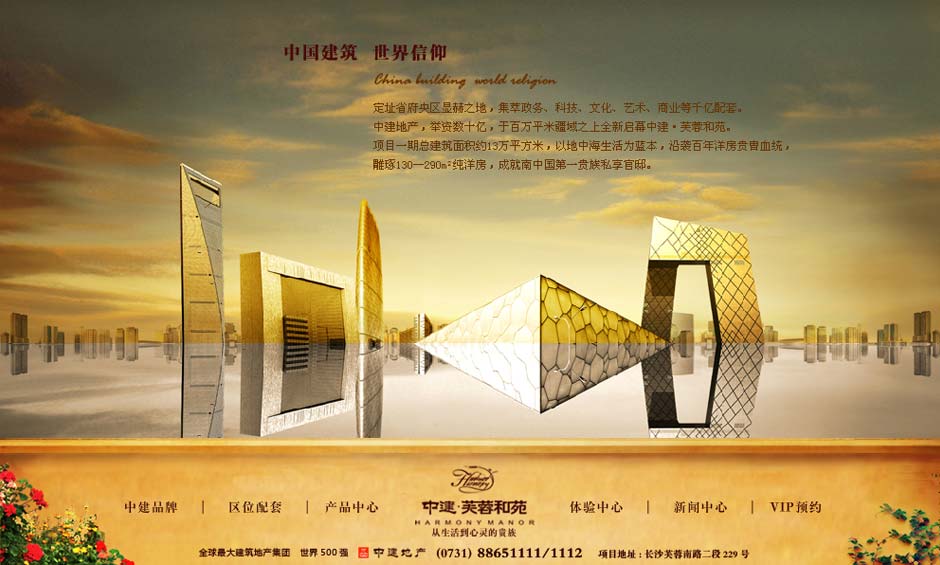 中国建筑 世界信仰
China building world religion
定址省府央区显赫之地，集萃政务、科技、文化、艺术、商业等千亿配套。
中建地产，举资数十亿，于百万平米疆域之上全新启幕中建·芙蓉和苑。
项目一期总建筑面积约13万平方米，以地中海生活为蓝本，沿袭百年洋房贵胄血统，
雕琢130—290m²纯洋房，成就南中国第一贵族私享官邸。
中建品牌 | 区位配套 | 产品中心
中建·芙蓉和苑
HARMONY MANOR
从生活到心灵的贵族
体验中心 | 新闻中心 | VIP预约
全球最大建筑地产集团 世界500强 中建地产 (0731) 88651111/1112 项目地址：长沙芙蓉南路二段229号